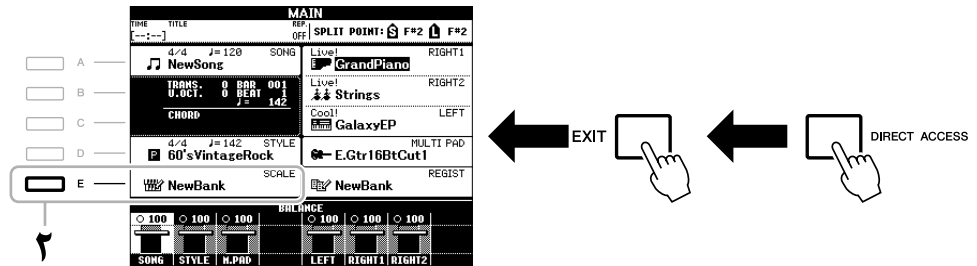 MAIN
TIME TITLE REP. SPLIT POINT: S F#2 L F#2
[--:--] OFF
4/4 ♩=120 SONG
NewSong
Live! RIGHT1
GrandPiano
A
TRANS. 0 BAR 001
U.OCT. 0 BEAT 1
♩= 142
Live! RIGHT2
Strings
B
CHORD
Cool! LEFT
GalaxyEP
C
4/4 ♩=142 STYLE
P 60'sVintageRock
MULTI PAD
E.Gtr16BtCut1
D
SCALE
NewBank
REGIST
NewBank
E
BALANCE
100 100 100 100 100 100
SONG STYLE M.PAD LEFT RIGHT1 RIGHT2
٢
EXIT
DIRECT ACCESS